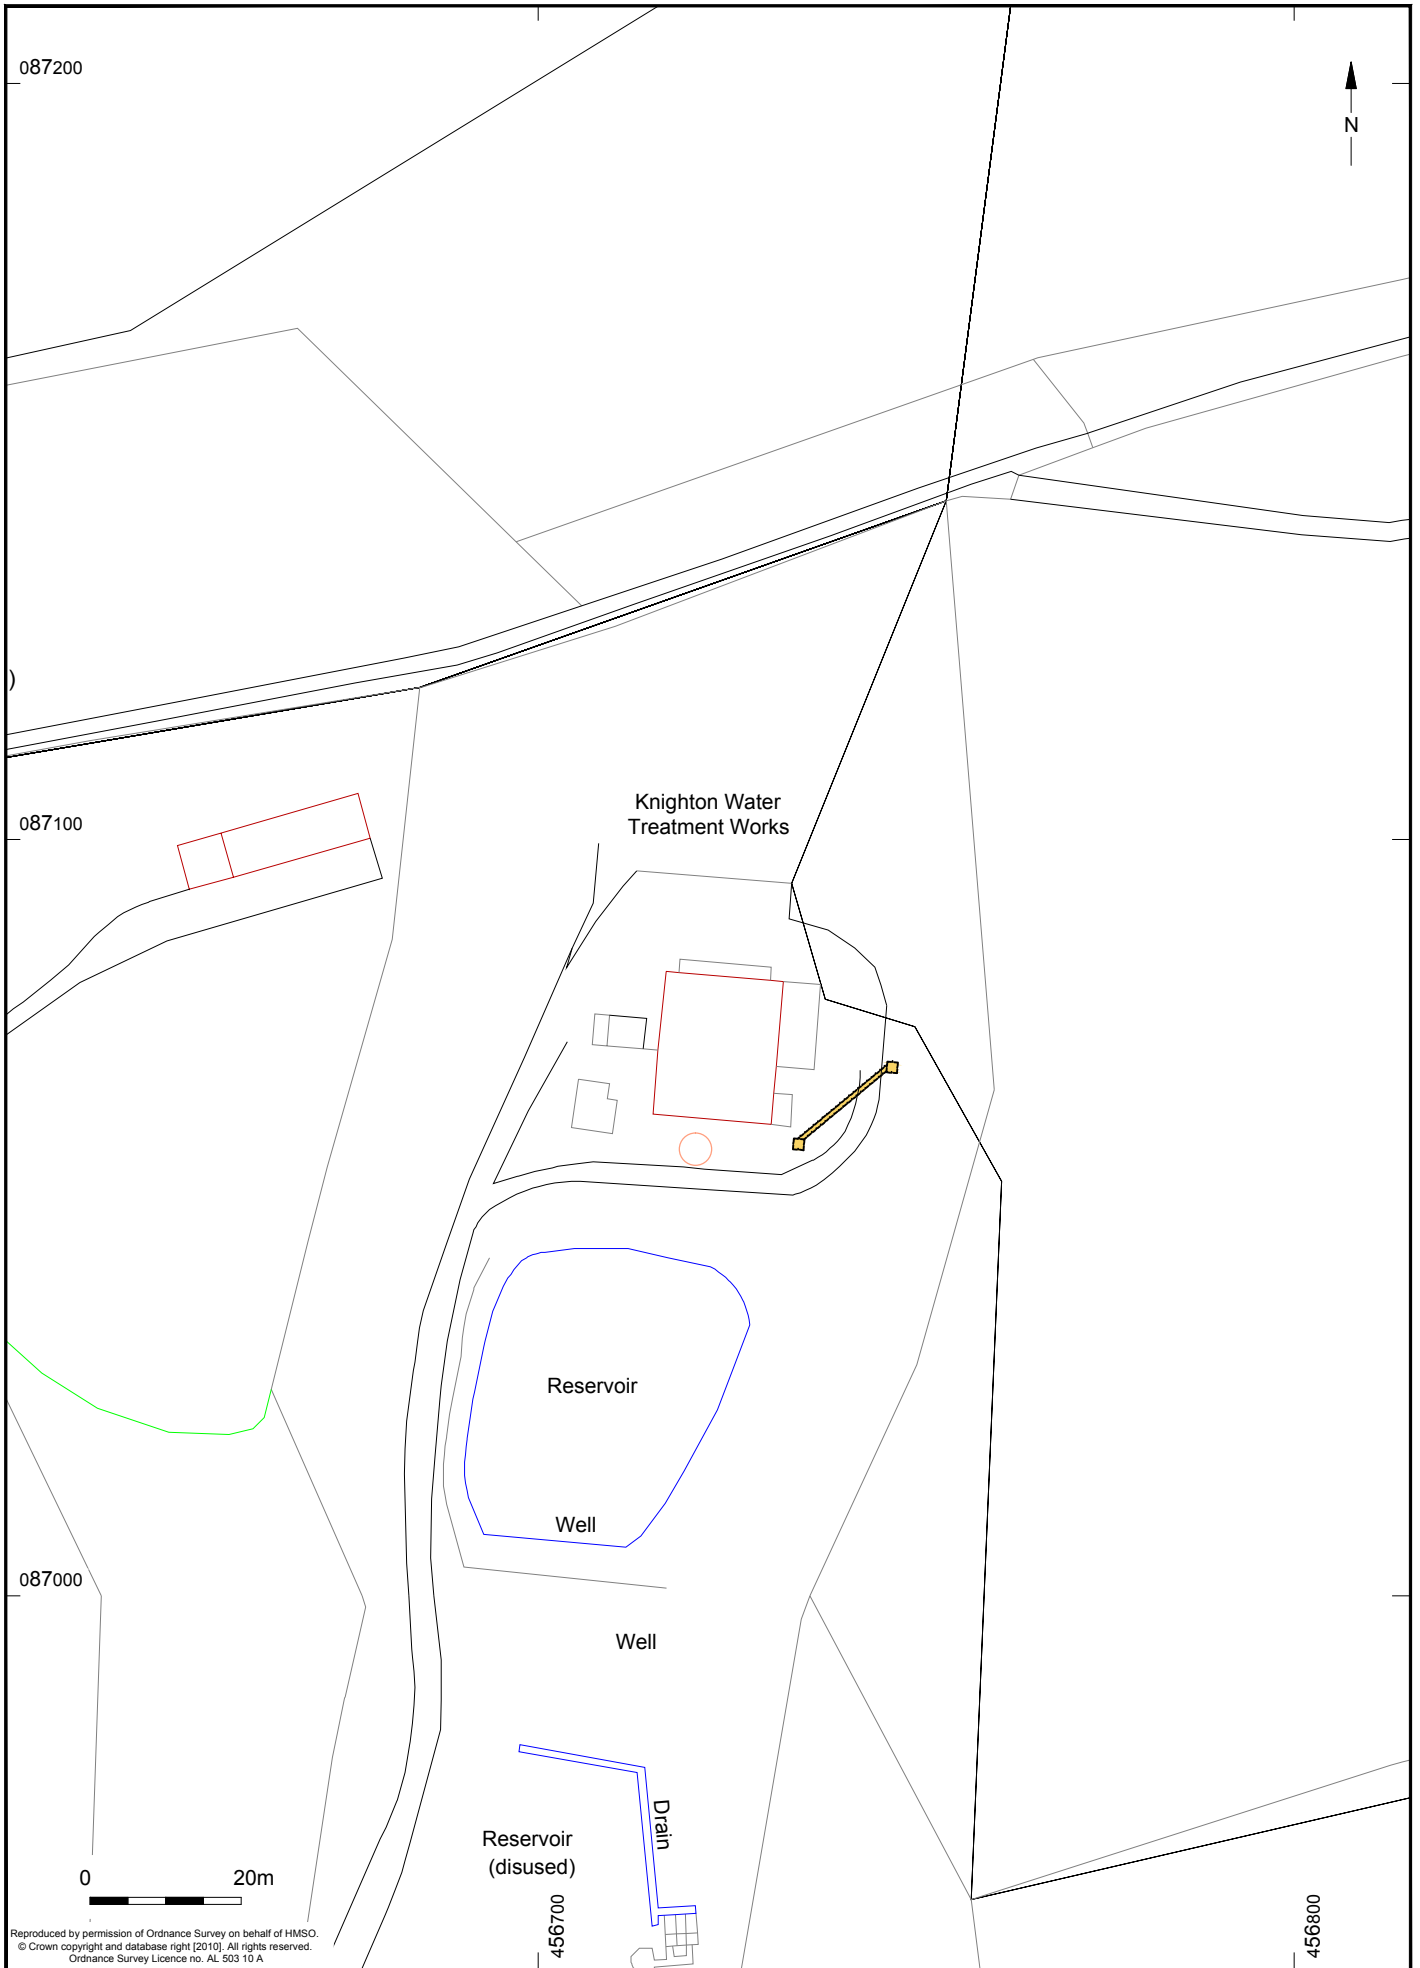 087200
N
)
Knighton Water
Treatment Works
087100
Reservoir
Well
087000
Well
Drain
Reservoir
(disused)
0 20m
456700
456800
Reproduced by permission of Ordnance Survey on behalf of HMSO.
© Crown copyright and database right [2010]. All rights reserved.
Ordnance Survey Licence no. AL 503 10 A